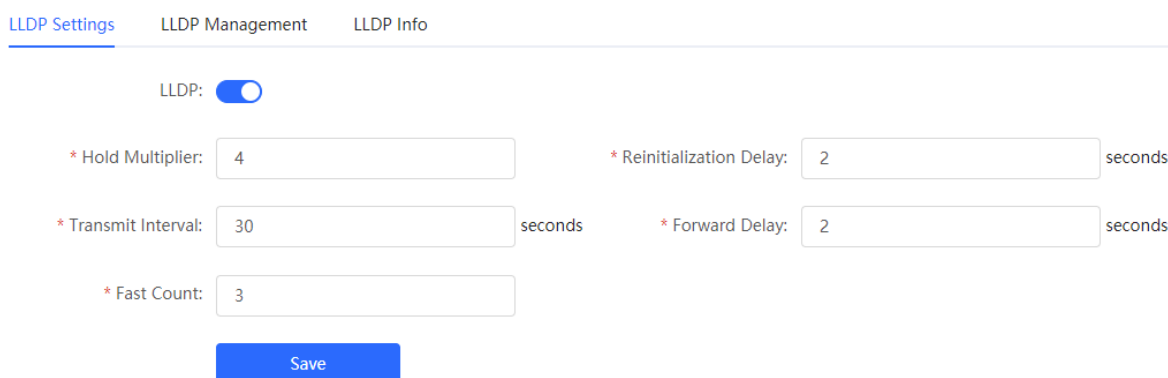 LLDP Settings LLDP Management LLDP Info
LLDP:
* Hold Multiplier: 4 * Reinitialization Delay: 2 seconds
* Transmit Interval: 30 seconds * Forward Delay: 2 seconds
* Fast Count: 3
Save